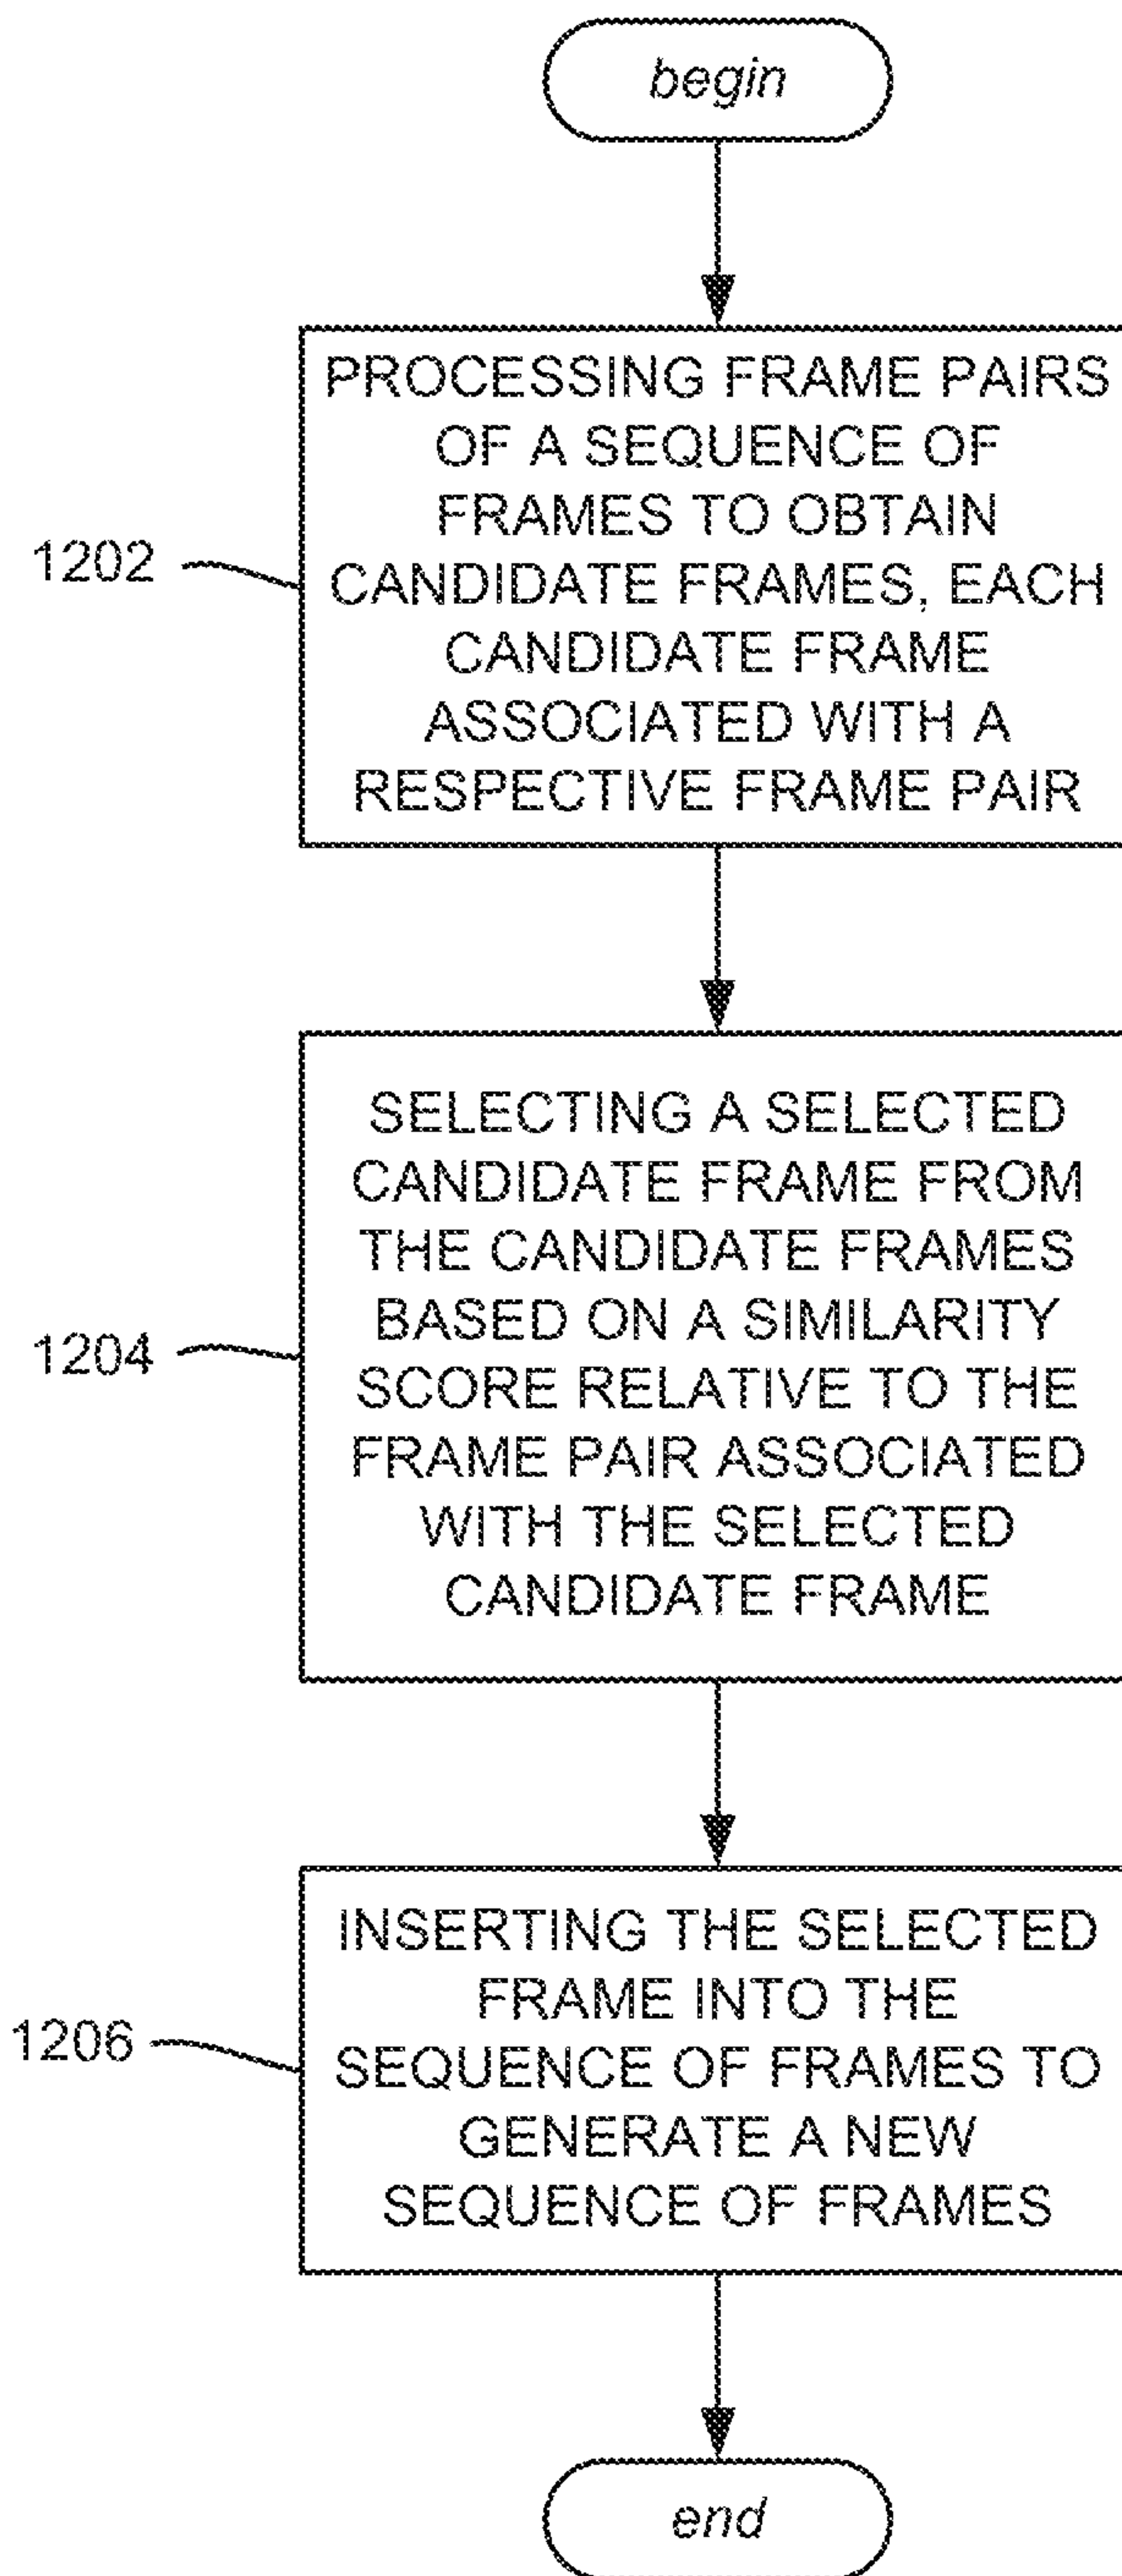 begin
PROCESSING FRAME PAIRS
OF A SEQUENCE OF
FRAMES TO OBTAIN
CANDIDATE FRAMES, EACH
CANDIDATE FRAME
ASSOCIATED WITH A
RESPECTIVE FRAME PAIR
1202
SELECTING A SELECTED
CANDIDATE FRAME FROM
THE CANDIDATE FRAMES
BASED ON A SIMILARITY
SCORE RELATIVE TO THE
FRAME PAIR ASSOCIATED
WITH THE SELECTED
CANDIDATE FRAME
1204
INSERTING THE SELECTED
FRAME INTO THE
SEQUENCE OF FRAMES TO
GENERATE A NEW
SEQUENCE OF FRAMES
1206
end